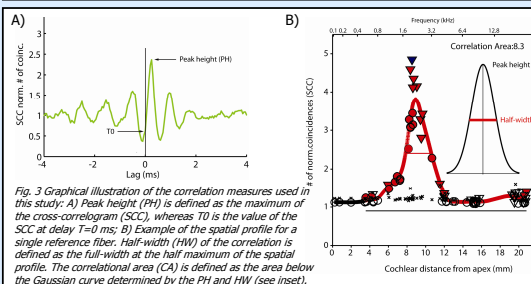 A)
3
2.5
2
1.5
1
0.5
0
SCC norm. # of coinc.
Peak height (PH)
T0
-4
-2
0
2
4
Lag (ms)
Fig. 3 Graphical illustration of the correlation measures used in
this study: A) Peak height (PH) is defined as the maximum of
the cross-correlogram (SCC), whereas T0 is the value of the
SCC at delay T=0 ms; B) Example of the spatial profile for a
single reference fiber. Half-width (HW) of the correlation is
defined as the full-width at the half maximum of the spatial
profile. The correlational area (CA) is defined as the area below
the Gaussian curve determined by the PH and HW (see inset).
B)
Frequency (kHz)
0.1 0.2 0.4 0.8 1.6 3.2 6.4 12.8
Correlation Area:8.3
Peak height
Half-width
# of norm.coincidences (SCC)
5
4
3
2
1
0
0 2 4 6 8 10 12 14 16 18 20
Cochlear distance from apex (mm)